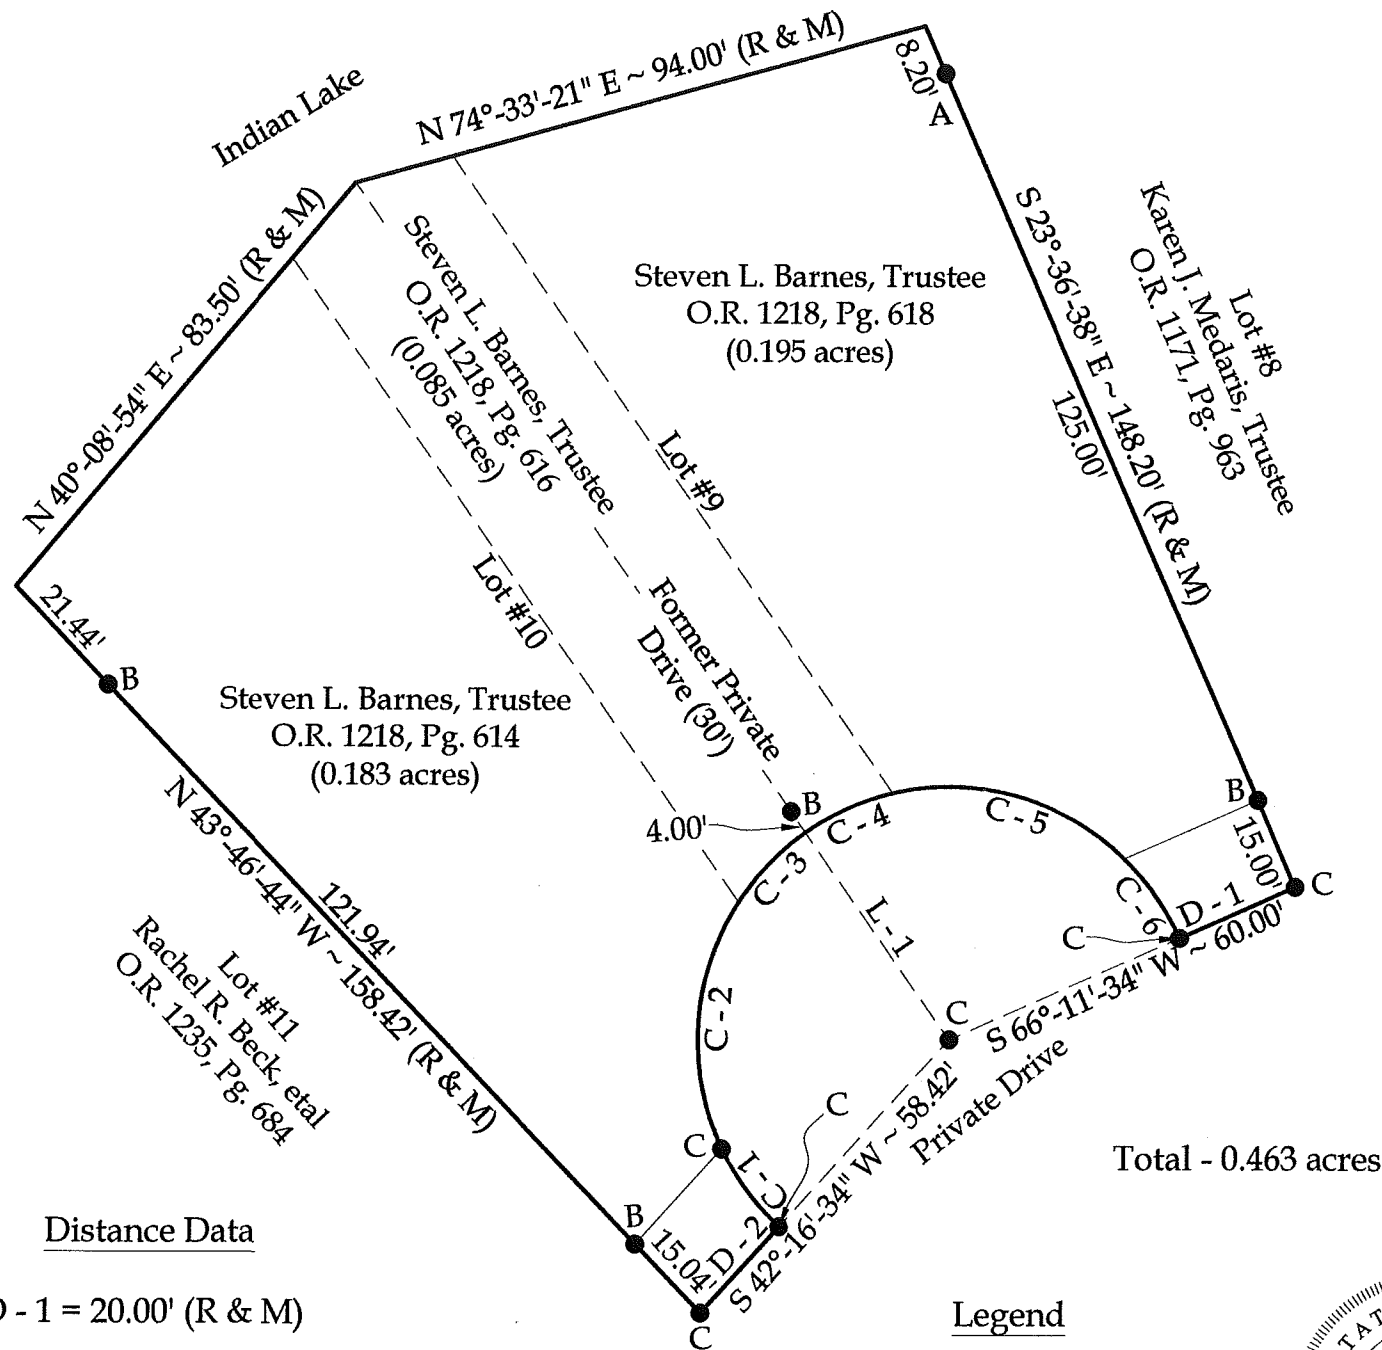 Indian Lake
N 74°-33'-21" E ~ 94.00' (R & M)
8.20'
A
N 40°-08'-54" E ~ 83.50' (R & M)
Steven L. Barnes, Trustee
O.R. 1218, Pg. 616
(0.085 acres)
Steven L. Barnes, Trustee
O.R. 1218, Pg. 618
(0.195 acres)
S 23°-36'-38" E ~ 148.20' (R & M)
125.00'
Lot #8
Karen J. Medaris, Trustee
O.R. 1171, Pg. 963
Lot #9
Lot #10
Former Private
Drive (30')
21.44'
B
Steven L. Barnes, Trustee
O.R. 1218, Pg. 614
(0.183 acres)
B
4.00'
C - 4
C - 5
B
15.00'
C
C - 3
C - 6
D - 1
C
L - 1
S 66°-11'-34" W ~ 60.00'
C
N 43°-46'-44" W ~ 158.42' (R & M)
121.94'
Lot #11
Rachel R. Beck, etal
O.R. 1235, Pg. 684
C - 2
Private Drive
C
C
C - 1
S 42°-16'-34" W ~ 58.42'
Total - 0.463 acres
B
15.04'
D - 2
C
Distance Data
D - 1 = 20.00' (R & M)
Legend
TAT